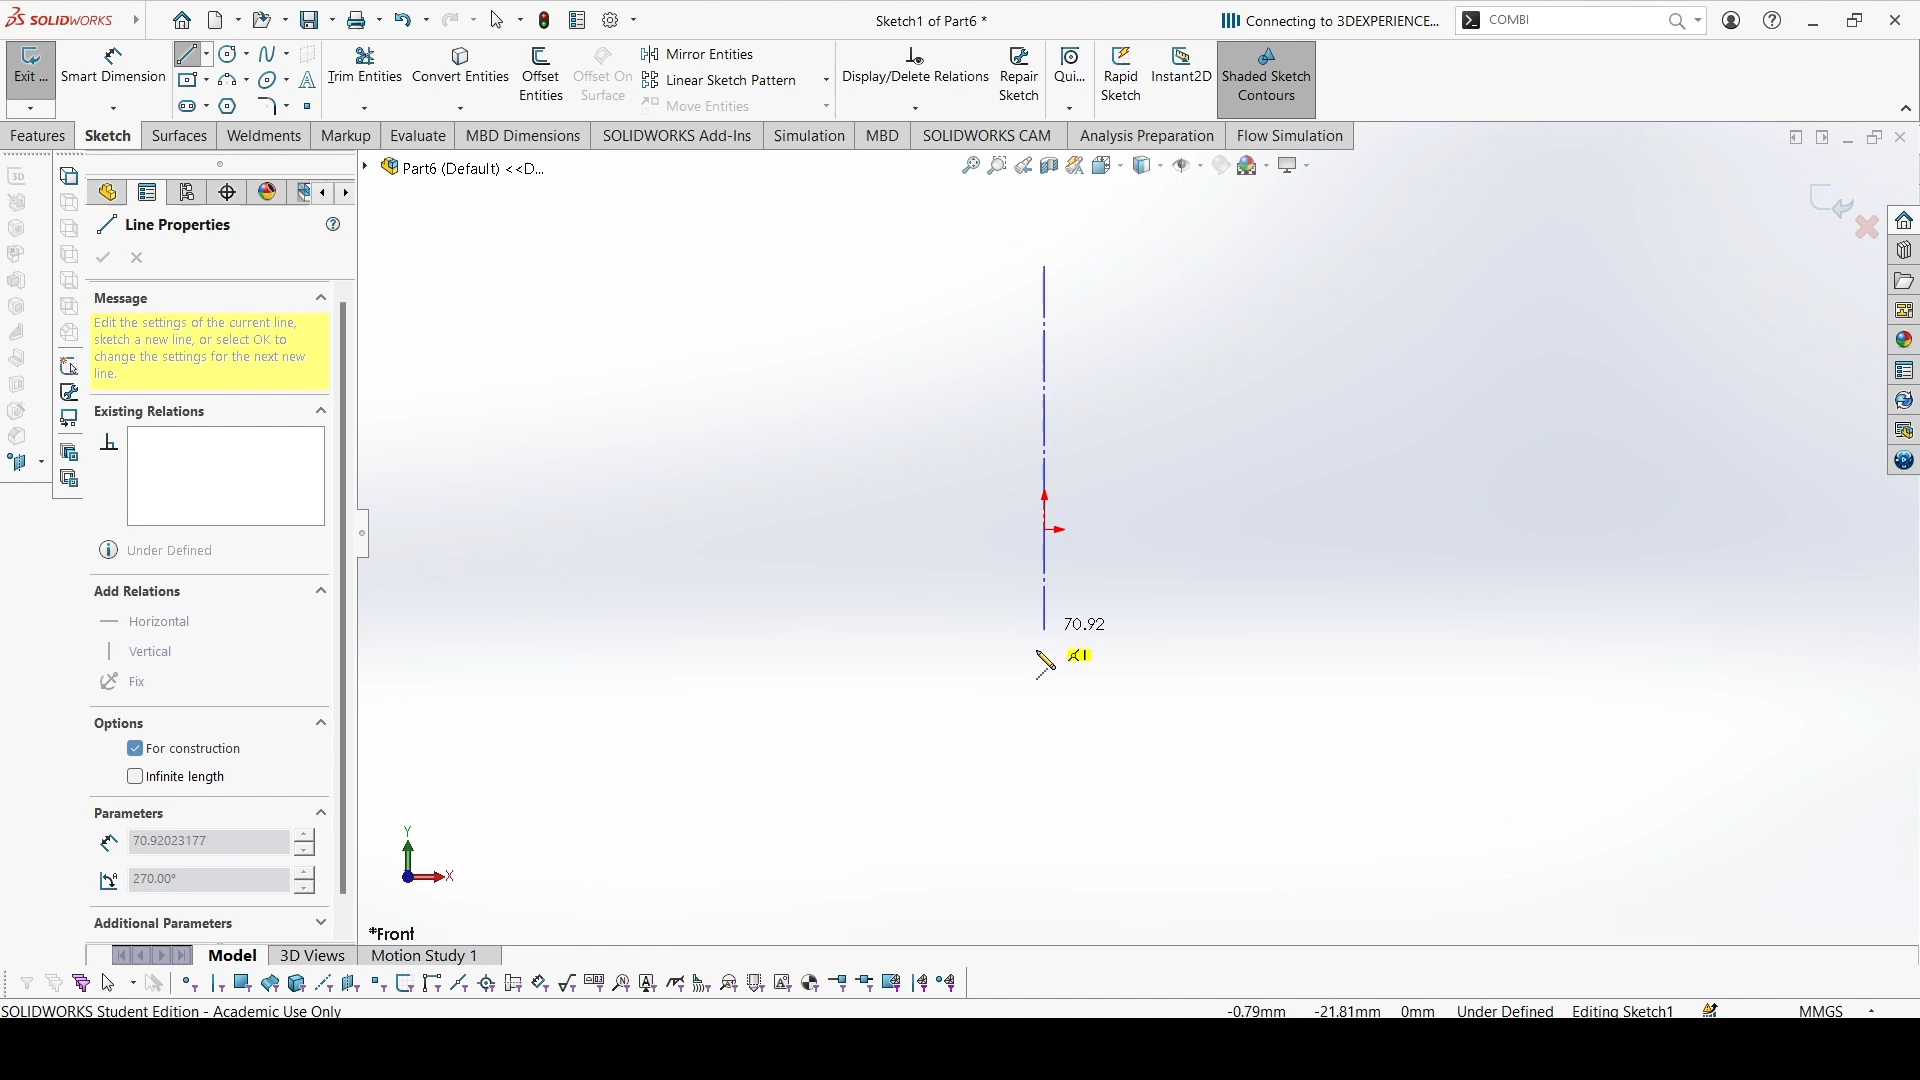 SOLIDWORKS
Sketch1 of Part6 *
Connecting to 3DEXPERIENCE...
COMBI
Exit ...
Smart Dimension
Trim Entities
Convert Entities
Offset Entities
Offset On Surface
Mirror Entities
Linear Sketch Pattern
Move Entities
Display/Delete Relations
Repair Sketch
Qui...
Rapid Sketch
Instant2D
Shaded Sketch Contours
Features
Sketch
Surfaces
Weldments
Markup
Evaluate
MBD Dimensions
SOLIDWORKS Add-Ins
Simulation
MBD
SOLIDWORKS CAM
Analysis Preparation
Flow Simulation
Part6 (Default) <<D...
Line Properties
Message
Edit the settings of the current line,
sketch a new line, or select OK to
change the settings for the next new
line.
Existing Relations
Under Defined
Add Relations
Horizontal
Vertical
Fix
Options
For construction
Infinite length
Parameters
70.92023177
270.00°
Additional Parameters
70.92
Y
X
*Front
Model
3D Views
Motion Study 1
SOLIDWORKS Student Edition - Academic Use Only
-0.79mm
-21.81mm
0mm
Under Defined
Editing Sketch1
MMGS